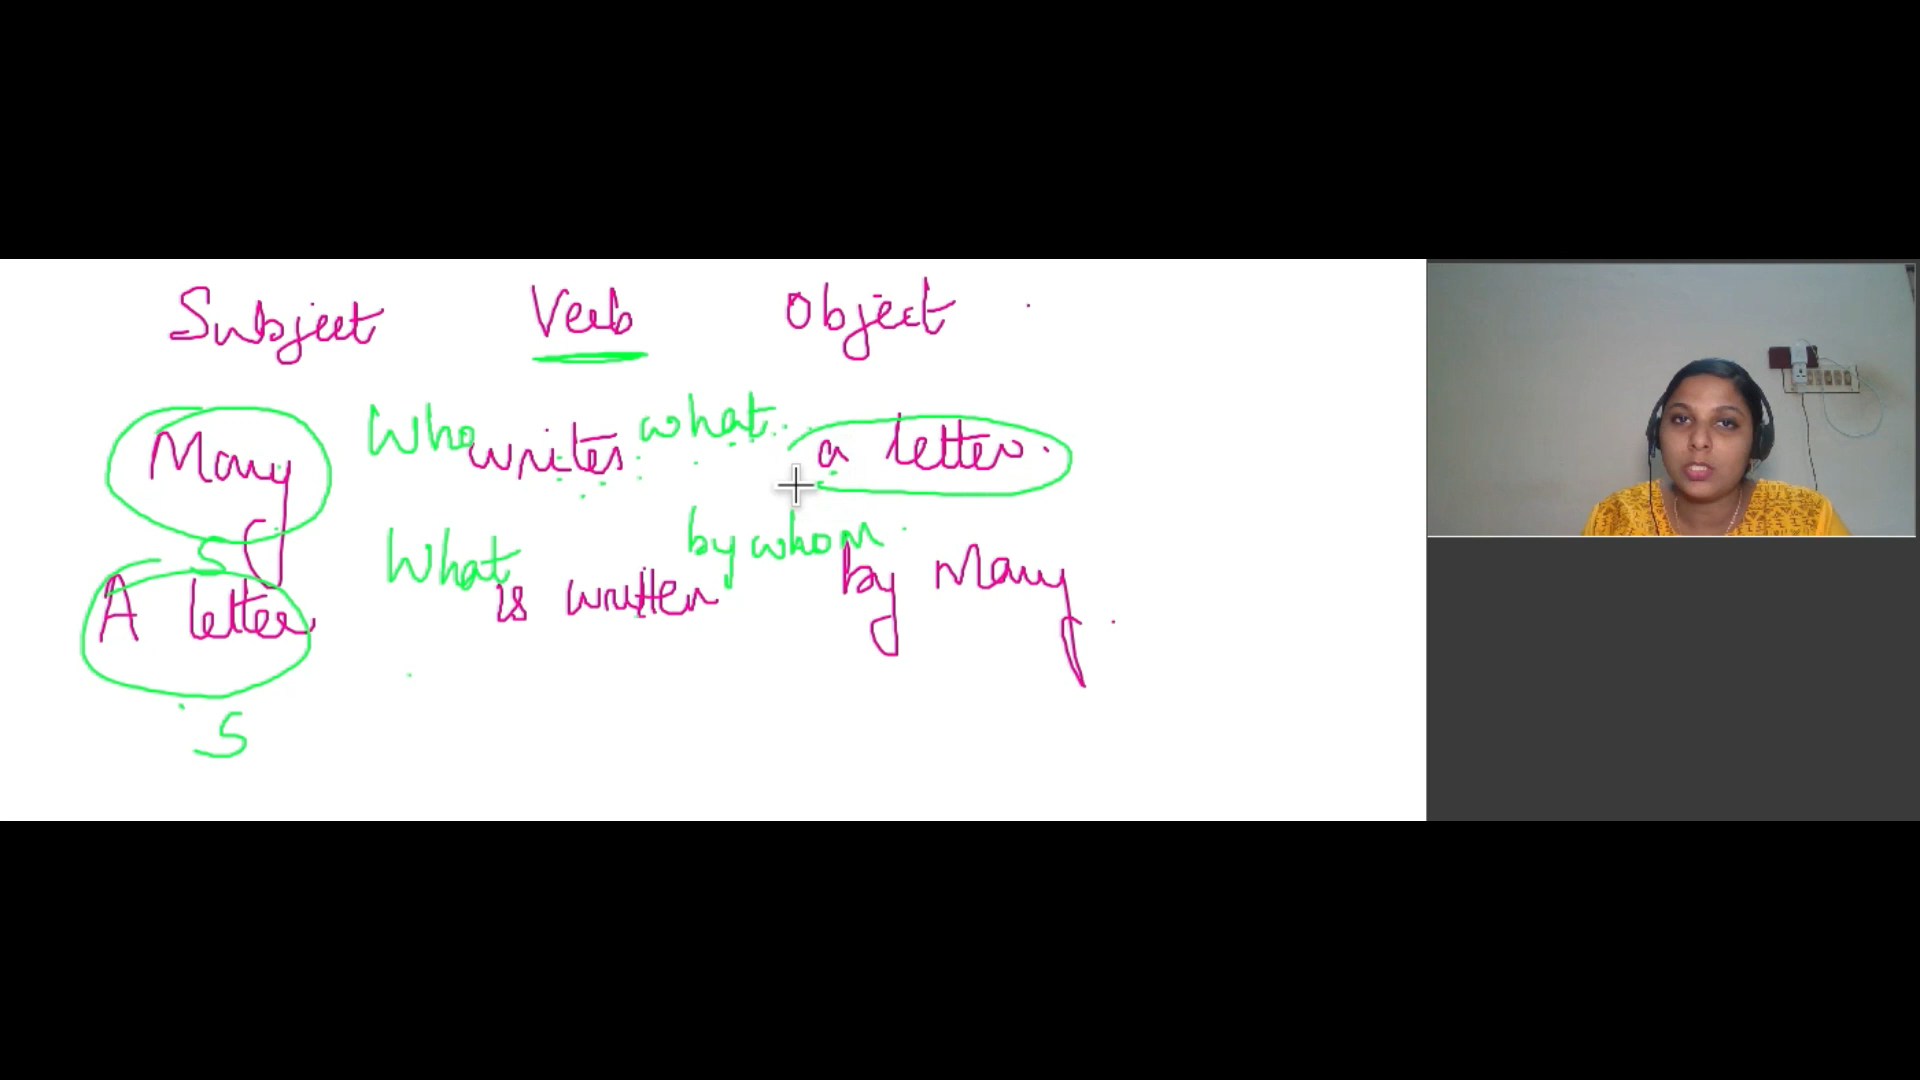 Subject Verb Object
Who what
Mary writes a letter.
What by whom
S
A letter is written by Mary.
S